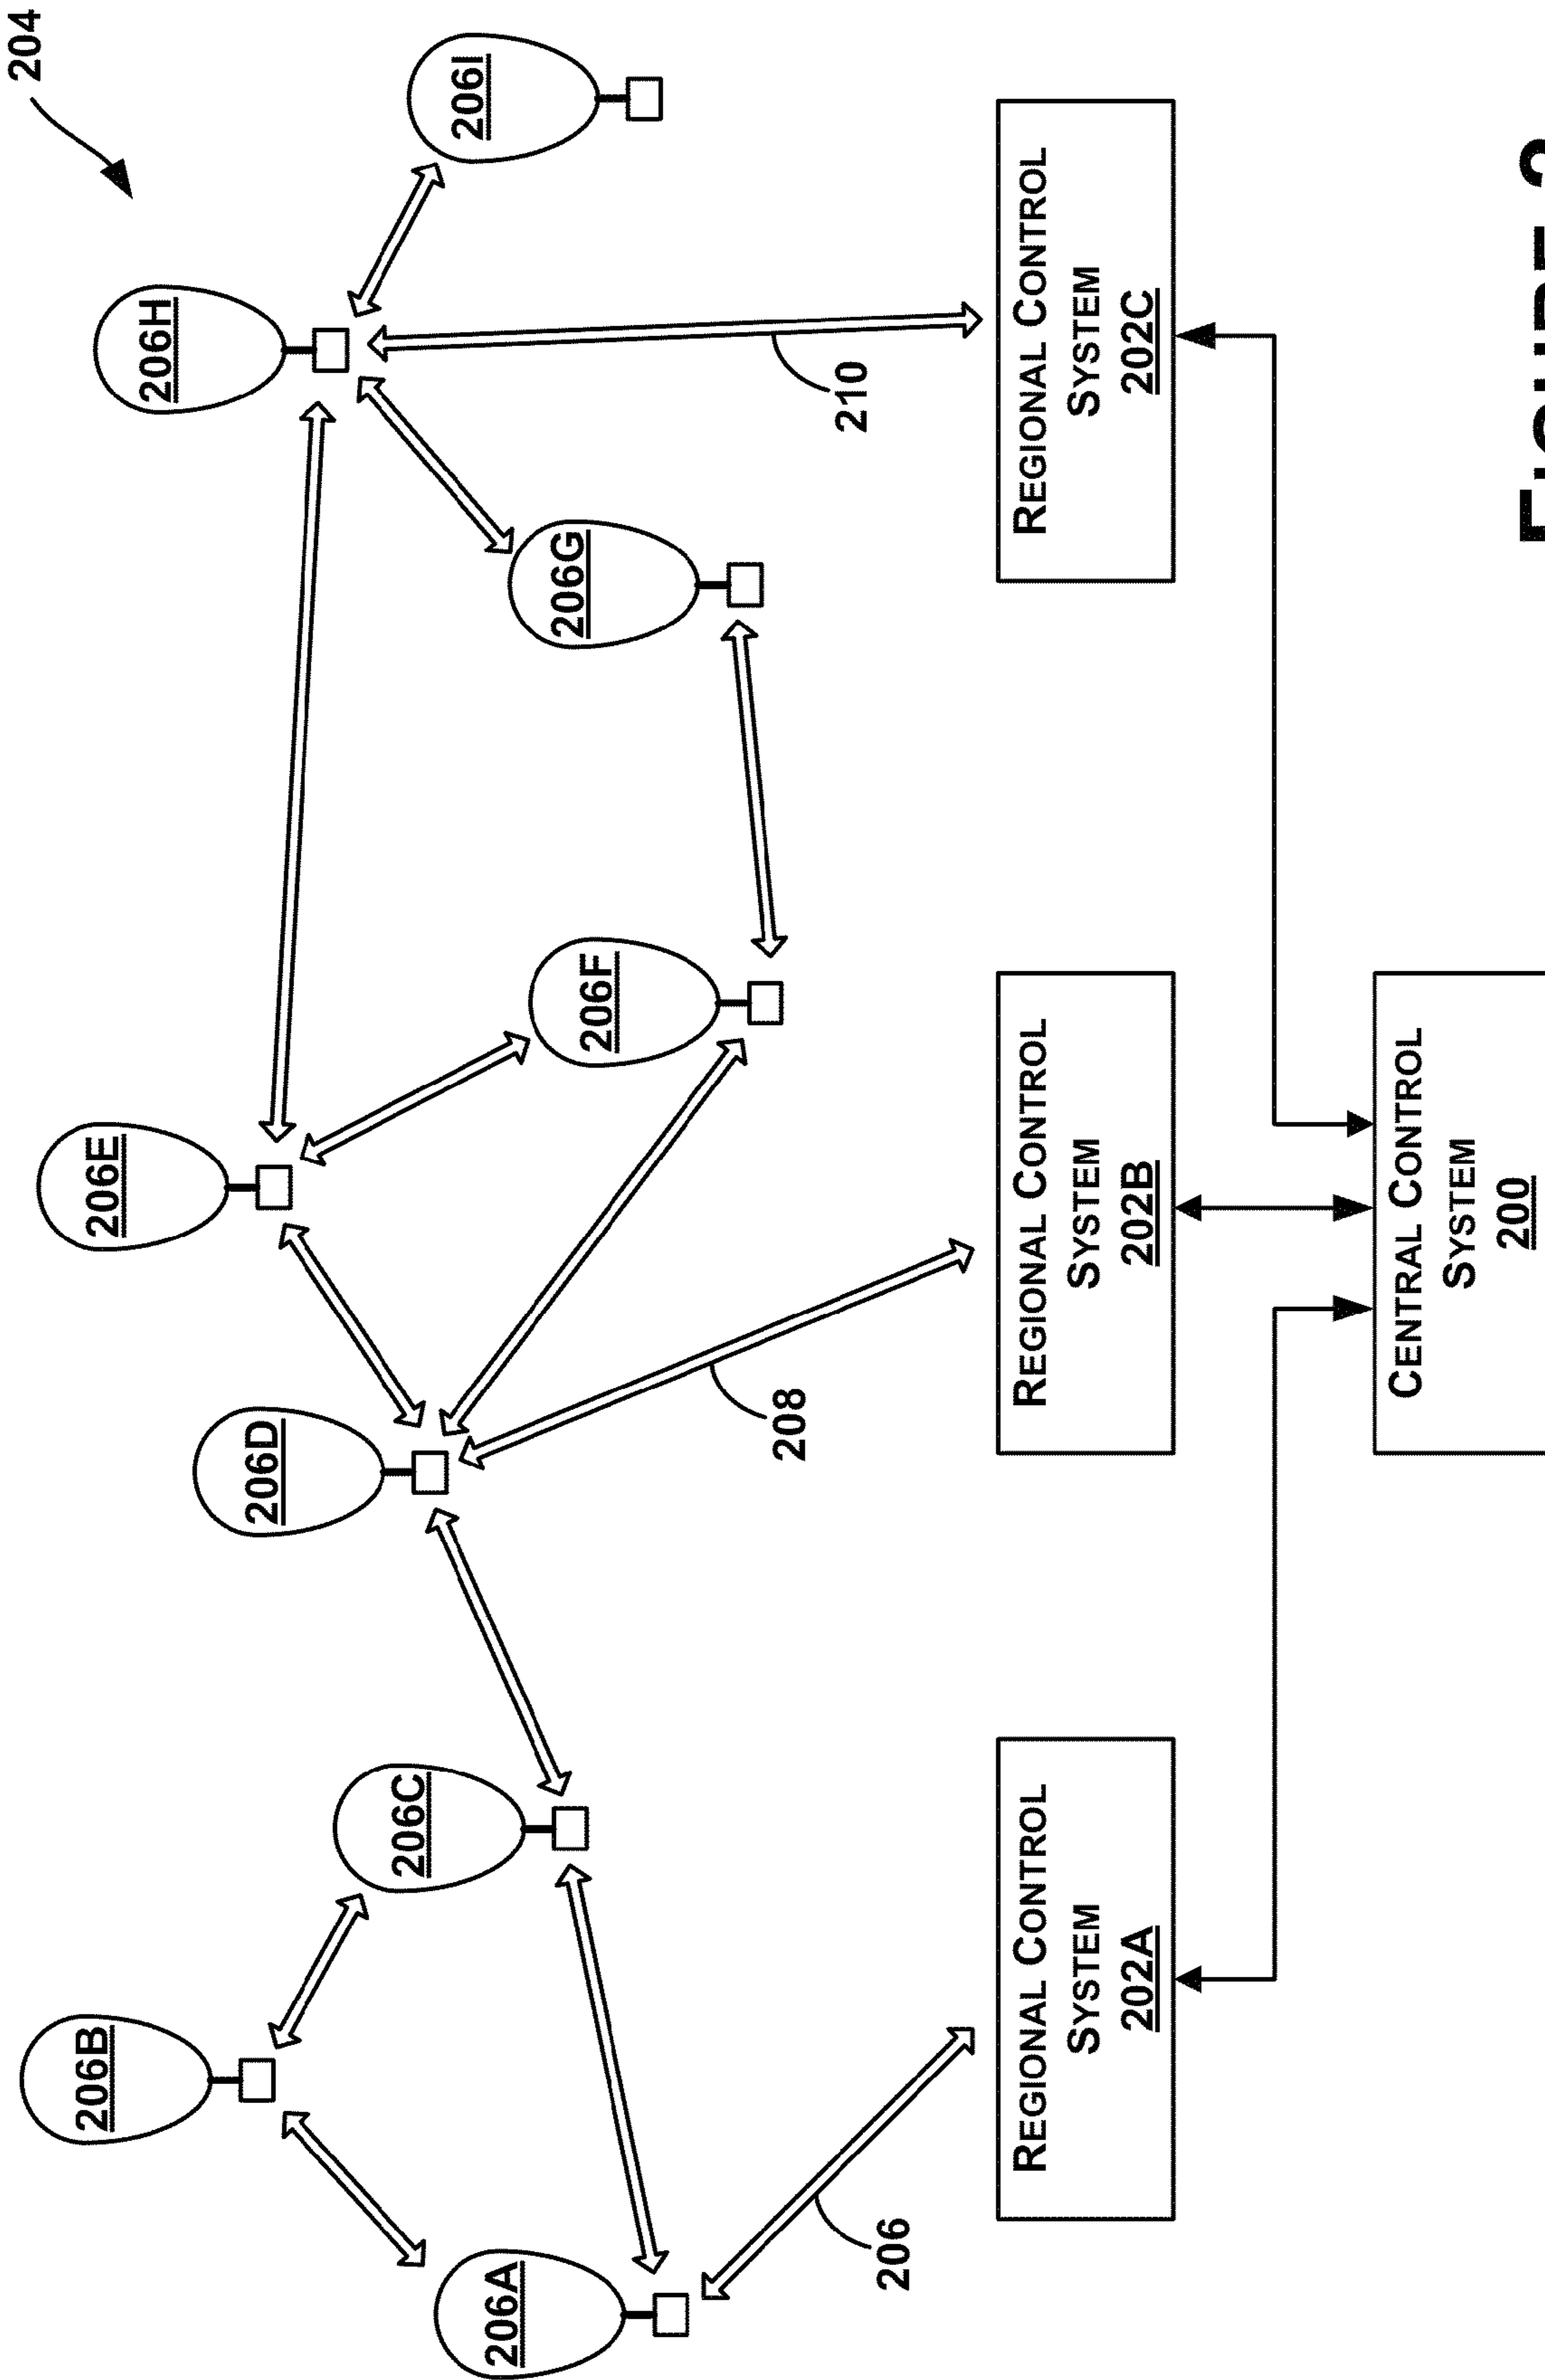 204
206B
206E
206H
206D
206C
206I
206A
206F
206G
206
208
210
REGIONAL CONTROL
SYSTEM
202A
REGIONAL CONTROL
SYSTEM
202B
REGIONAL CONTROL
SYSTEM
202C
CENTRAL CONTROL
SYSTEM
200